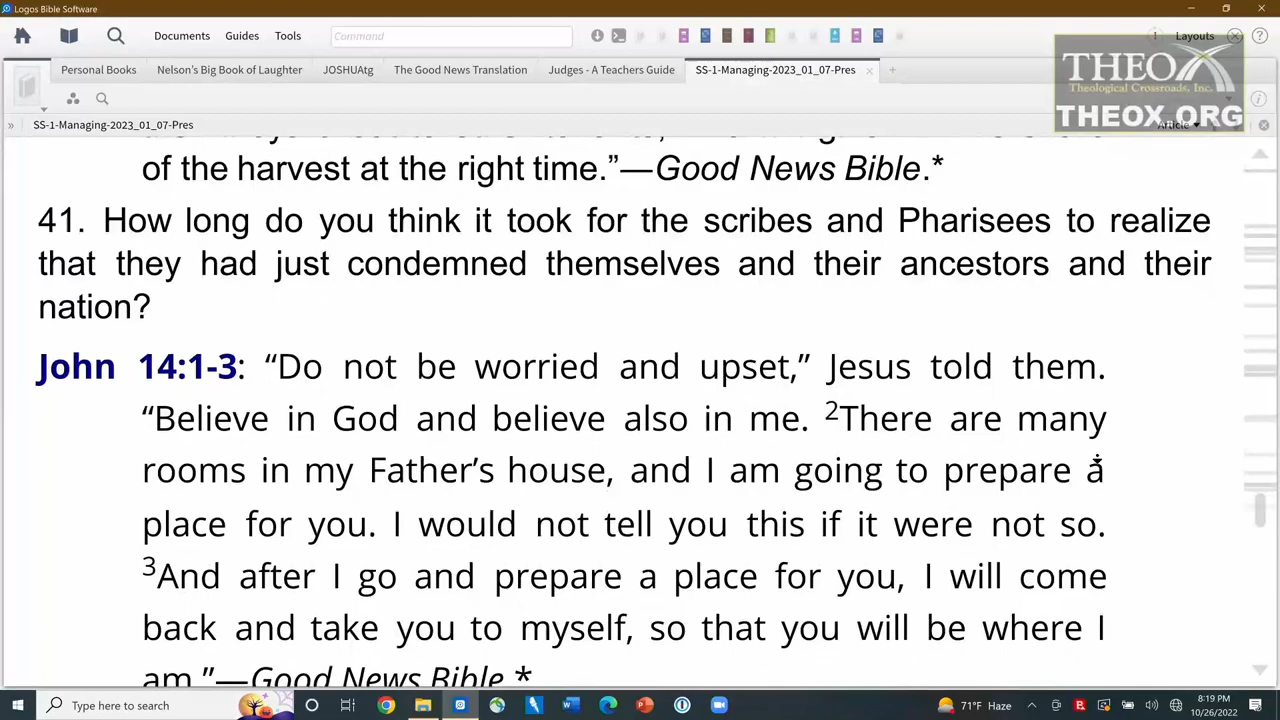 Logos Bible Software
Documents Guides Tools Command Layouts
Personal Books Nelson's Big Book of Laughter JOSHUAtg The Good News Translation Judges - A Teachers Guide SS-1-Managing-2023_01_07-Pres
THEOX
Theological Crossroads, Inc.
THEOX.ORG
SS-1-Managing-2023_01_07-Pres Article
of the harvest at the right time.”—Good News Bible.*
41. How long do you think it took for the scribes and Pharisees to realize
that they had just condemned themselves and their ancestors and their
nation?
John 14:1-3: “Do not be worried and upset,” Jesus told them.
“Believe in God and believe also in me. 2There are many
rooms in my Father’s house, and I am going to prepare a
place for you. I would not tell you this if it were not so.
3And after I go and prepare a place for you, I will come
back and take you to myself, so that you will be where I
am.”—Good News Bible.*
Type here to search 71°F Haze 8:19 PM
10/26/2022